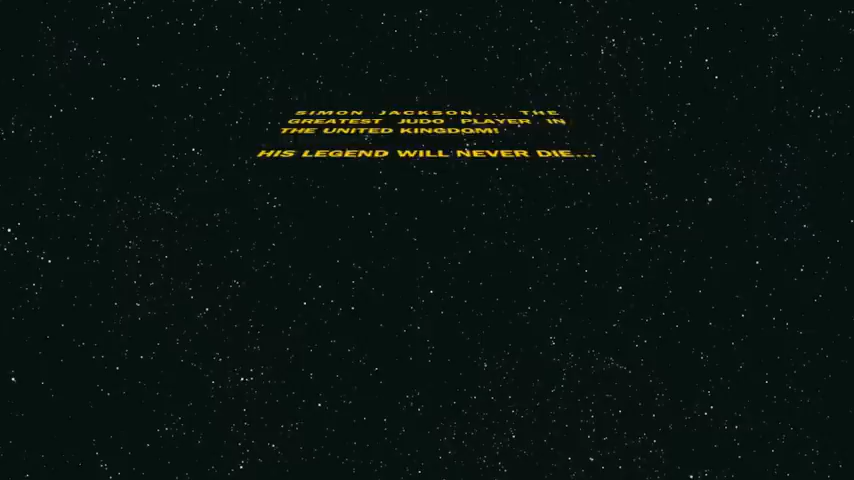 SIMON JACKSON.... THE
GREATEST JUDO PLAYER IN
THE UNITED KINGDOM!
HIS LEGEND WILL NEVER DIE...